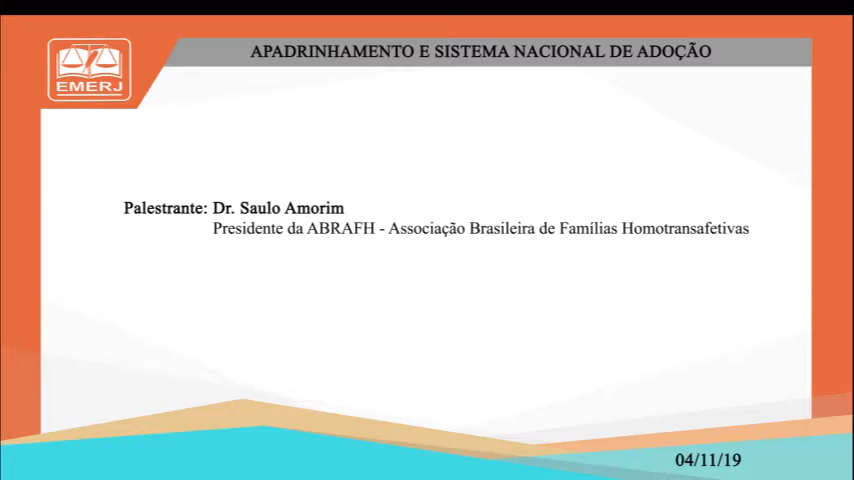 APADRINHAMENTO E SISTEMA NACIONAL DE ADOÇÃO
EMERJ
Palestrante: Dr. Saulo Amorim
Presidente da ABRAFH - Associação Brasileira de Famílias Homotransafetivas
04/11/19